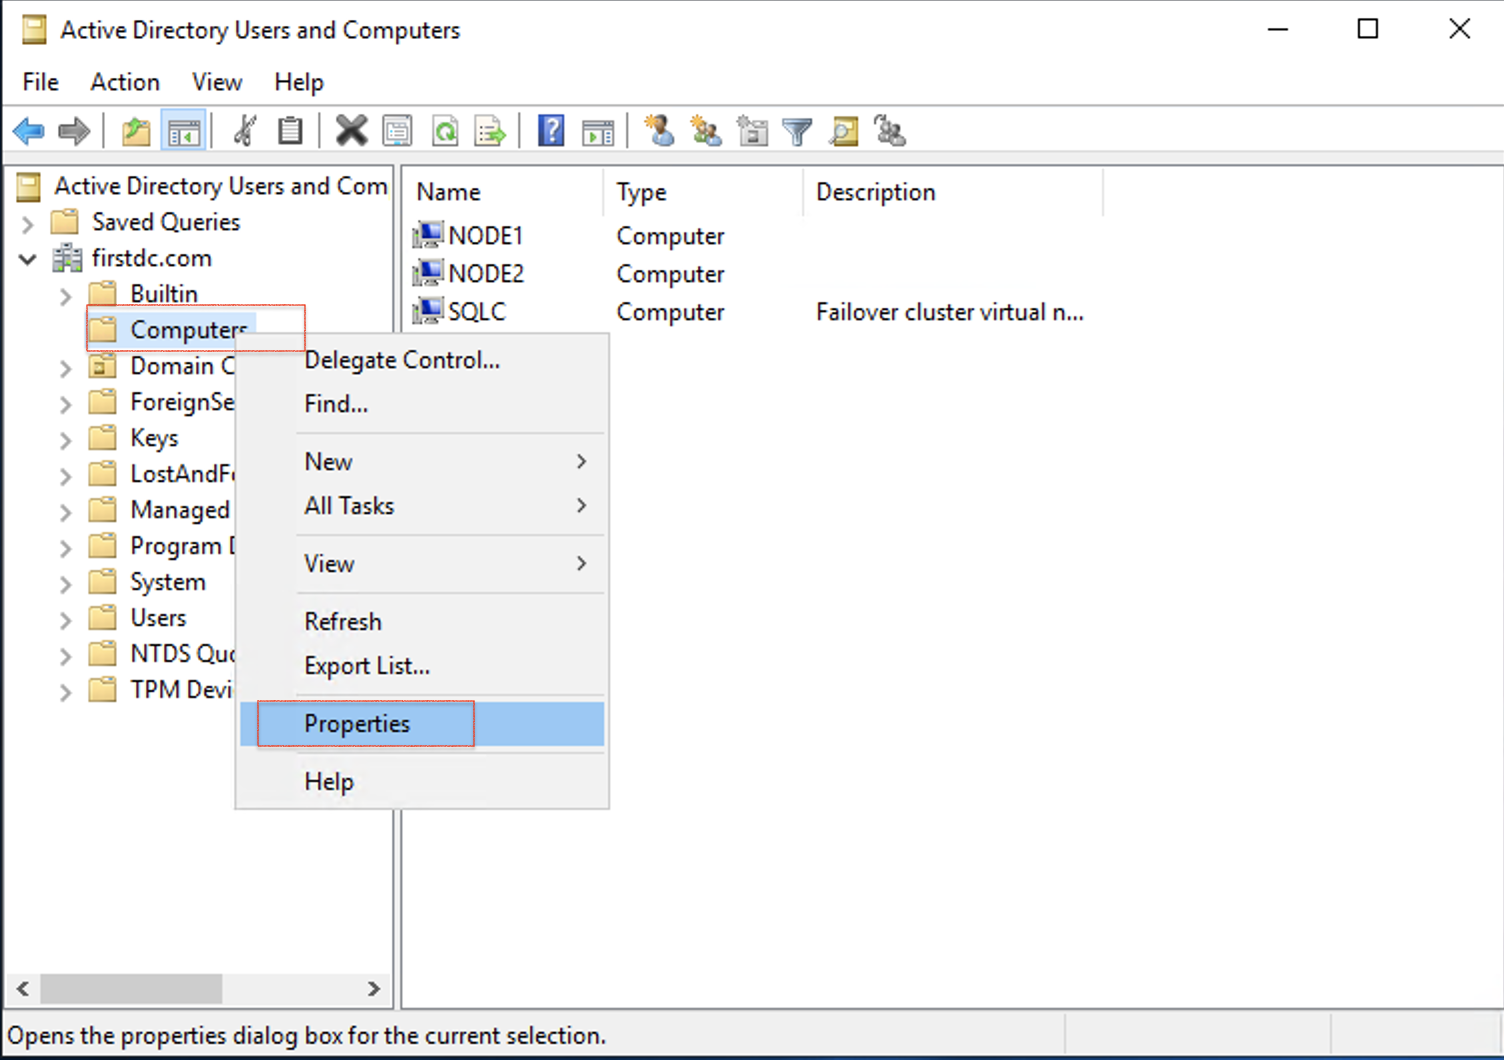 Active Directory Users and Computers
File Action View Help
Active Directory Users and Com
Saved Queries
firstdc.com
Builtin
Computers
Domain C
ForeignSe
Keys
LostAndFo
Managed
Program D
System
Users
NTDS Quo
TPM Devi
Name Type Description
NODE1 Computer
NODE2 Computer
SQLC Computer Failover cluster virtual n...
Delegate Control...
Find...
New
All Tasks
View
Refresh
Export List...
Properties
Help
Opens the properties dialog box for the current selection.